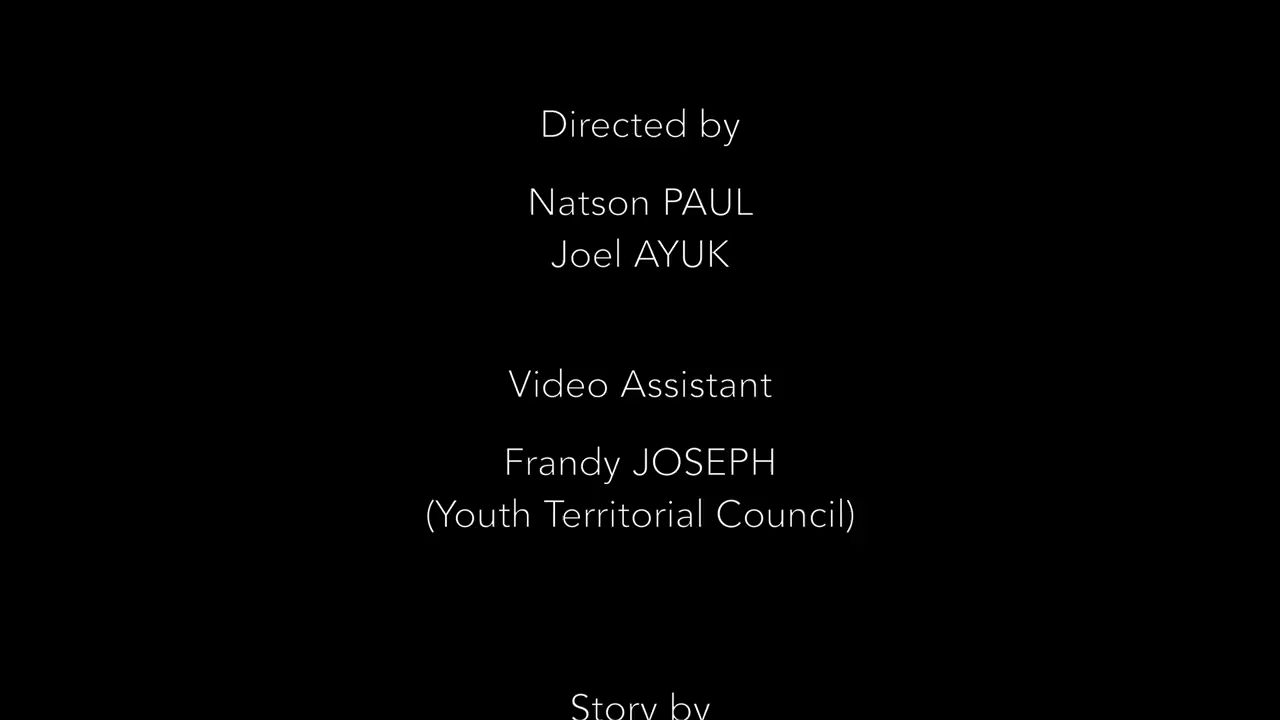 Directed by
Natson PAUL
Joel AYUK
Video Assistant
Frandy JOSEPH
(Youth Territorial Council)
Story by